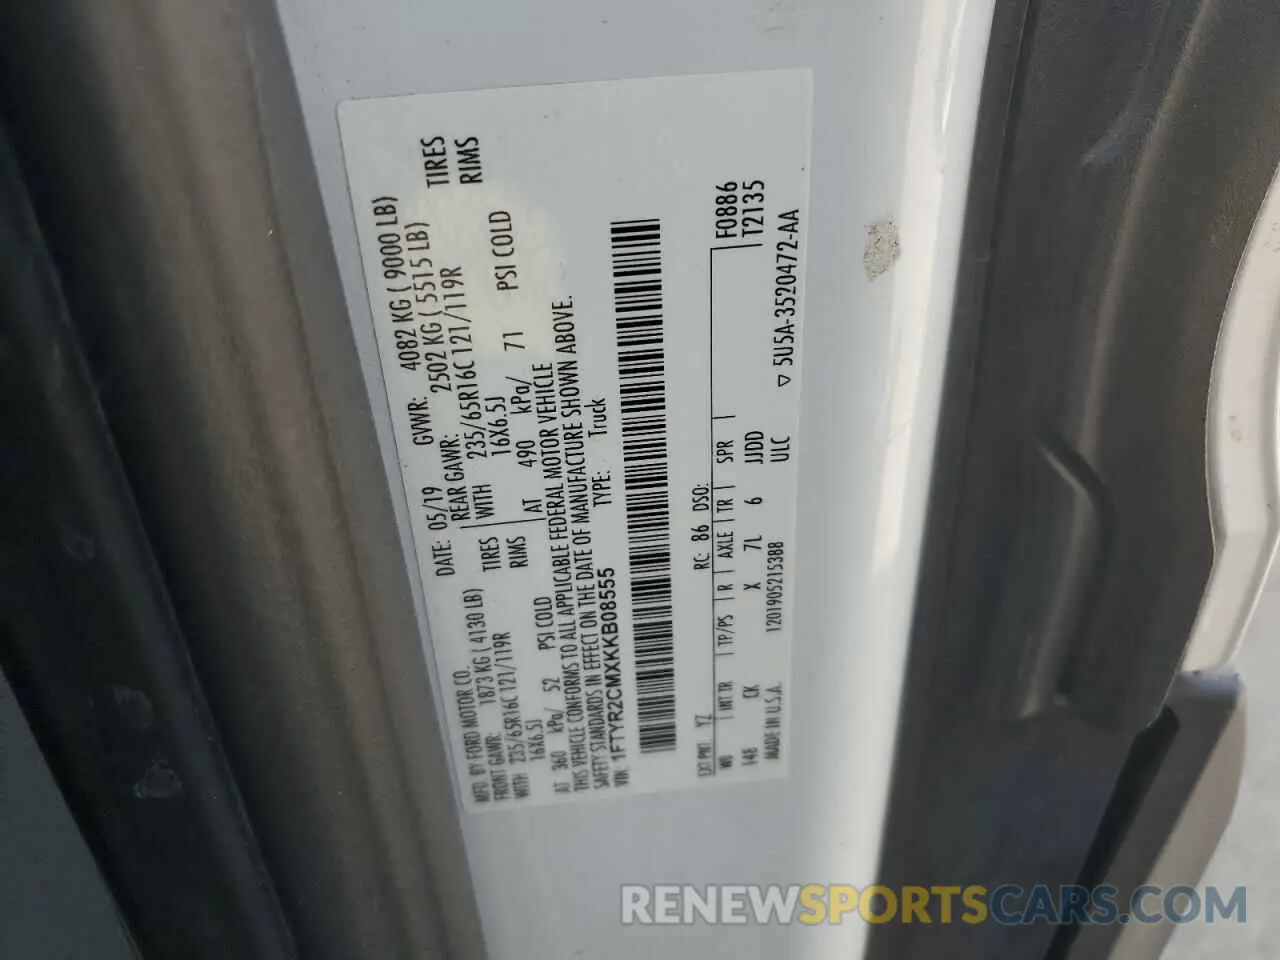 MFD BY FORD MOTOR CO.
DATE: 05/19 GVWR: 4082 KG ( 9000 LB)
FRONT GAWR: 1873 KG ( 4130 LB)
REAR GAWR: 2502 KG ( 5515 LB)
WITH 235/65R16C 121/119R TIRES
WITH 235/65R16C 121/119R TIRES
16X6.5J RIMS
16X6.5J RIMS
AT 360 kPa/ 52 PSI COLD
AT 490 kPa/ 71 PSI COLD
THIS VEHICLE CONFORMS TO ALL APPLICABLE FEDERAL MOTOR VEHICLE
SAFETY STANDARDS IN EFFECT ON THE DATE OF MANUFACTURE SHOWN ABOVE.
VIN: 1FTYR2CMXKKB08555 TYPE: Truck
EXT PNT: YZ RC: 86 DSO: F0886
WB INT TR TP/PS R AXLE TR SPR T2135
148 CK X 7L 6 JJDD
MADE IN U.S.A. 1201905215388 ULC
▽ 5U5A-3520472-AA
RENEWSPORTSCARS.COM